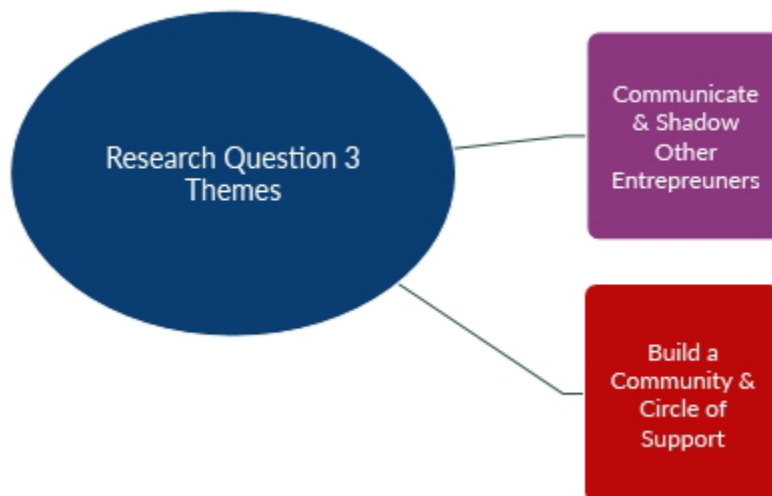 Research Question 3
Themes
Communicate
& Shadow
Other
Entrepreuners
Build a
Community &
Circle of
Support